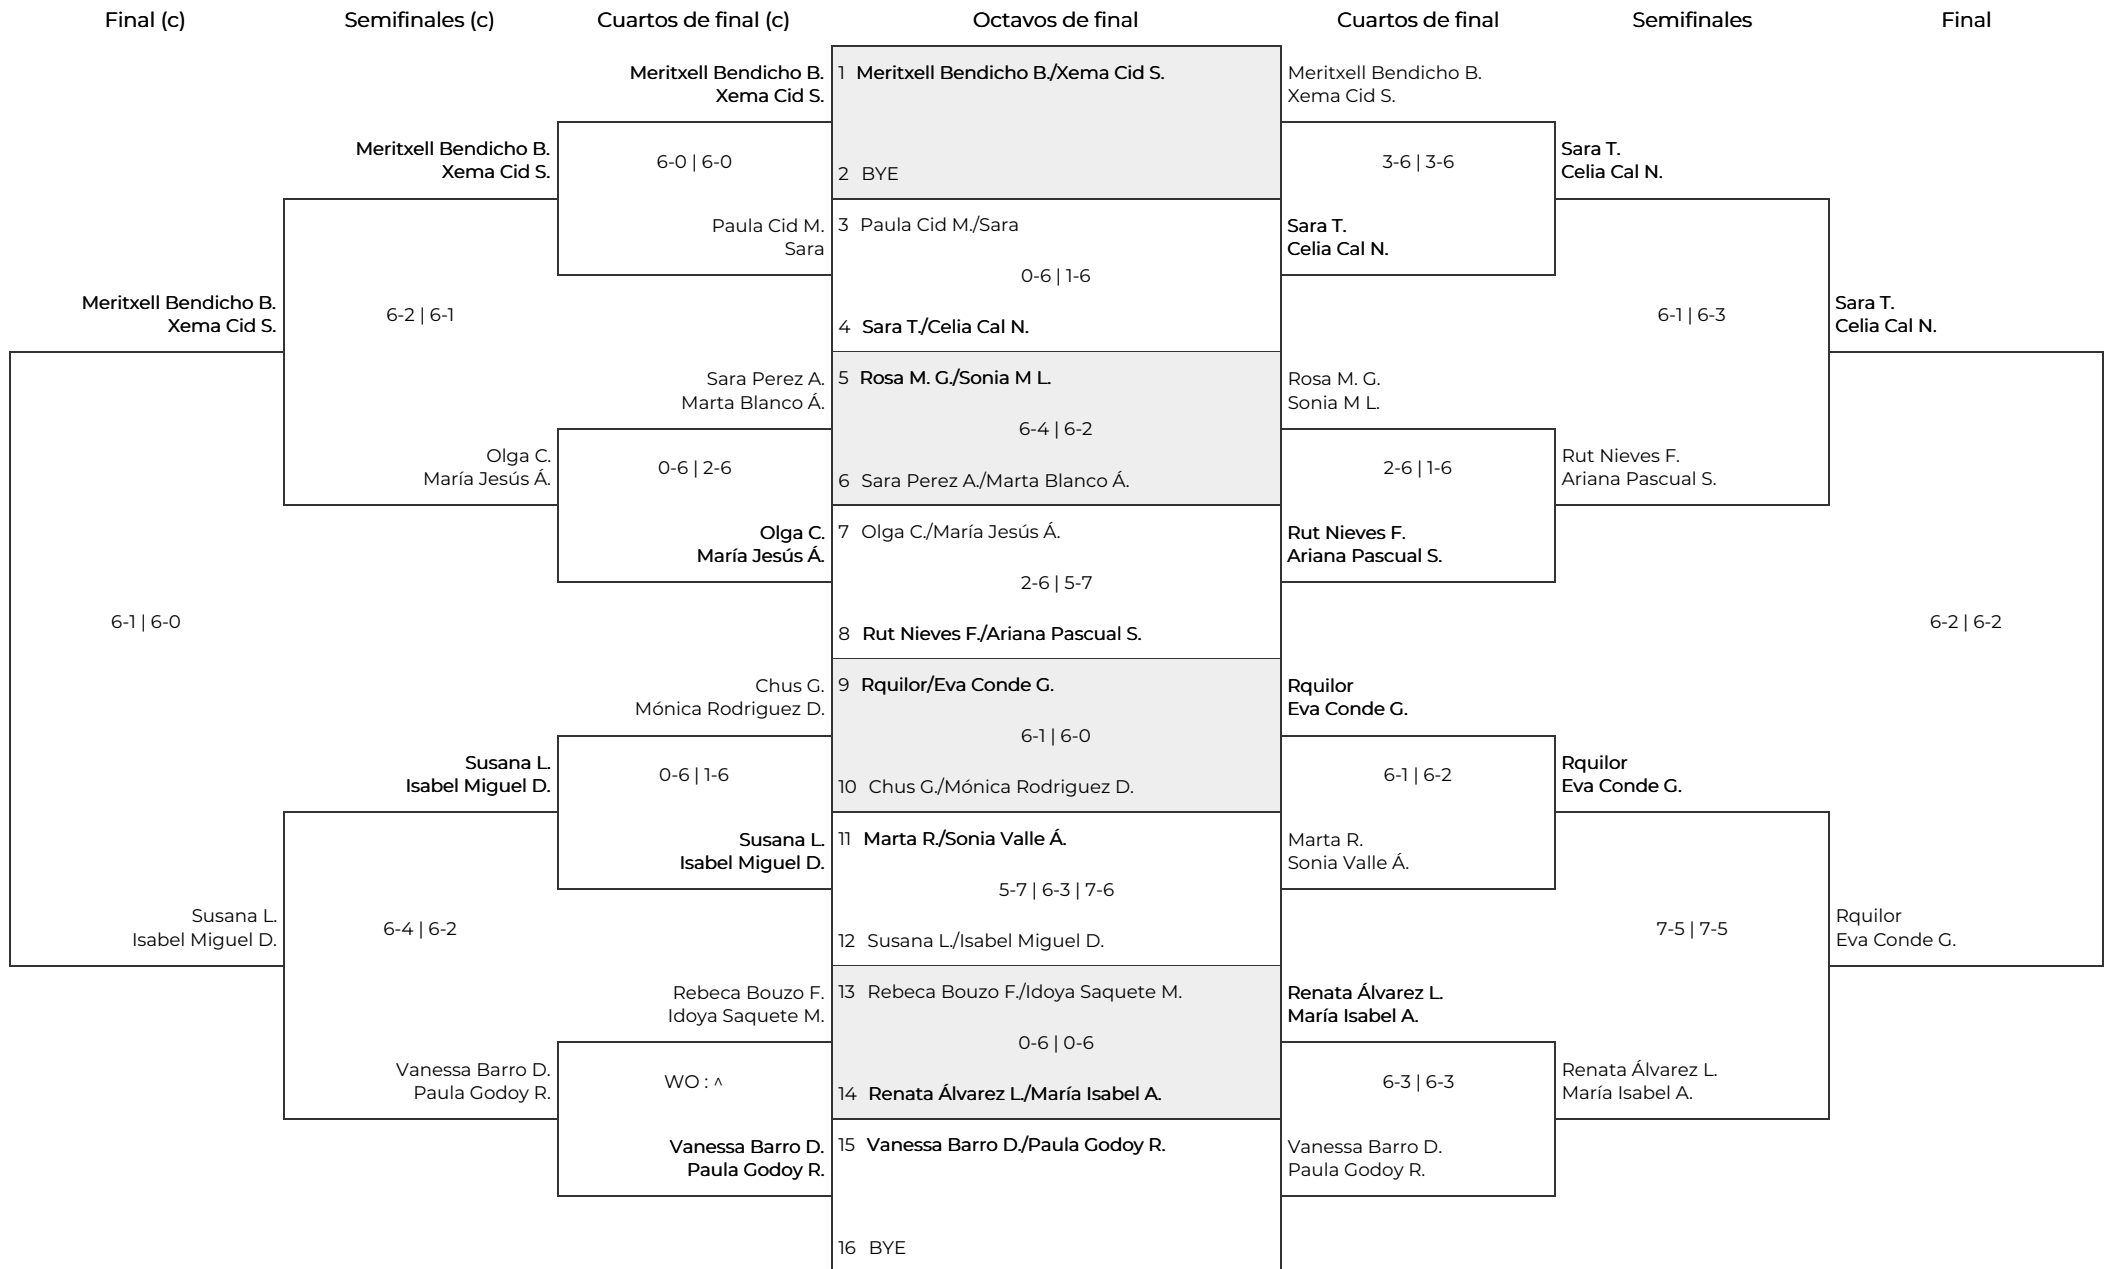 Final (c)
Semifinales (c)
Cuartos de final (c)
Octavos de final
Cuartos de final
Semifinales
Final
Meritxell Bendicho B.
Xema Cid S.
6-1 | 6-0
Susana L.
Isabel Miguel D.
Meritxell Bendicho B.
Xema Cid S.
6-2 | 6-1
Olga C.
María Jesús Á.
Susana L.
Isabel Miguel D.
6-4 | 6-2
Vanessa Barro D.
Paula Godoy R.
Meritxell Bendicho B.
Xema Cid S.
6-0 | 6-0
Paula Cid M.
Sara
Sara Perez A.
Marta Blanco Á.
0-6 | 2-6
Olga C.
María Jesús Á.
Chus G.
Mónica Rodriguez D.
0-6 | 1-6
Susana L.
Isabel Miguel D.
Rebeca Bouzo F.
Idoya Saquete M.
WO : ^
Vanessa Barro D.
Paula Godoy R.
1 Meritxell Bendicho B./Xema Cid S.
2 BYE
3 Paula Cid M./Sara
0-6 | 1-6
4 Sara T./Celia Cal N.
5 Rosa M. G./Sonia M L.
6-4 | 6-2
6 Sara Perez A./Marta Blanco Á.
7 Olga C./María Jesús Á.
2-6 | 5-7
8 Rut Nieves F./Ariana Pascual S.
9 Rquilor/Eva Conde G.
6-1 | 6-0
10 Chus G./Mónica Rodriguez D.
11 Marta R./Sonia Valle Á.
5-7 | 6-3 | 7-6
12 Susana L./Isabel Miguel D.
13 Rebeca Bouzo F./Idoya Saquete M.
0-6 | 0-6
14 Renata Álvarez L./María Isabel A.
15 Vanessa Barro D./Paula Godoy R.
16 BYE
Meritxell Bendicho B.
Xema Cid S.
3-6 | 3-6
Sara T.
Celia Cal N.
Rosa M. G.
Sonia M L.
2-6 | 1-6
Rut Nieves F.
Ariana Pascual S.
Rquilor
Eva Conde G.
6-1 | 6-2
Marta R.
Sonia Valle Á.
Renata Álvarez L.
María Isabel A.
6-3 | 6-3
Vanessa Barro D.
Paula Godoy R.
Sara T.
Celia Cal N.
6-1 | 6-3
Rut Nieves F.
Ariana Pascual S.
Rquilor
Eva Conde G.
7-5 | 7-5
Renata Álvarez L.
María Isabel A.
Sara T.
Celia Cal N.
6-2 | 6-2
Rquilor
Eva Conde G.